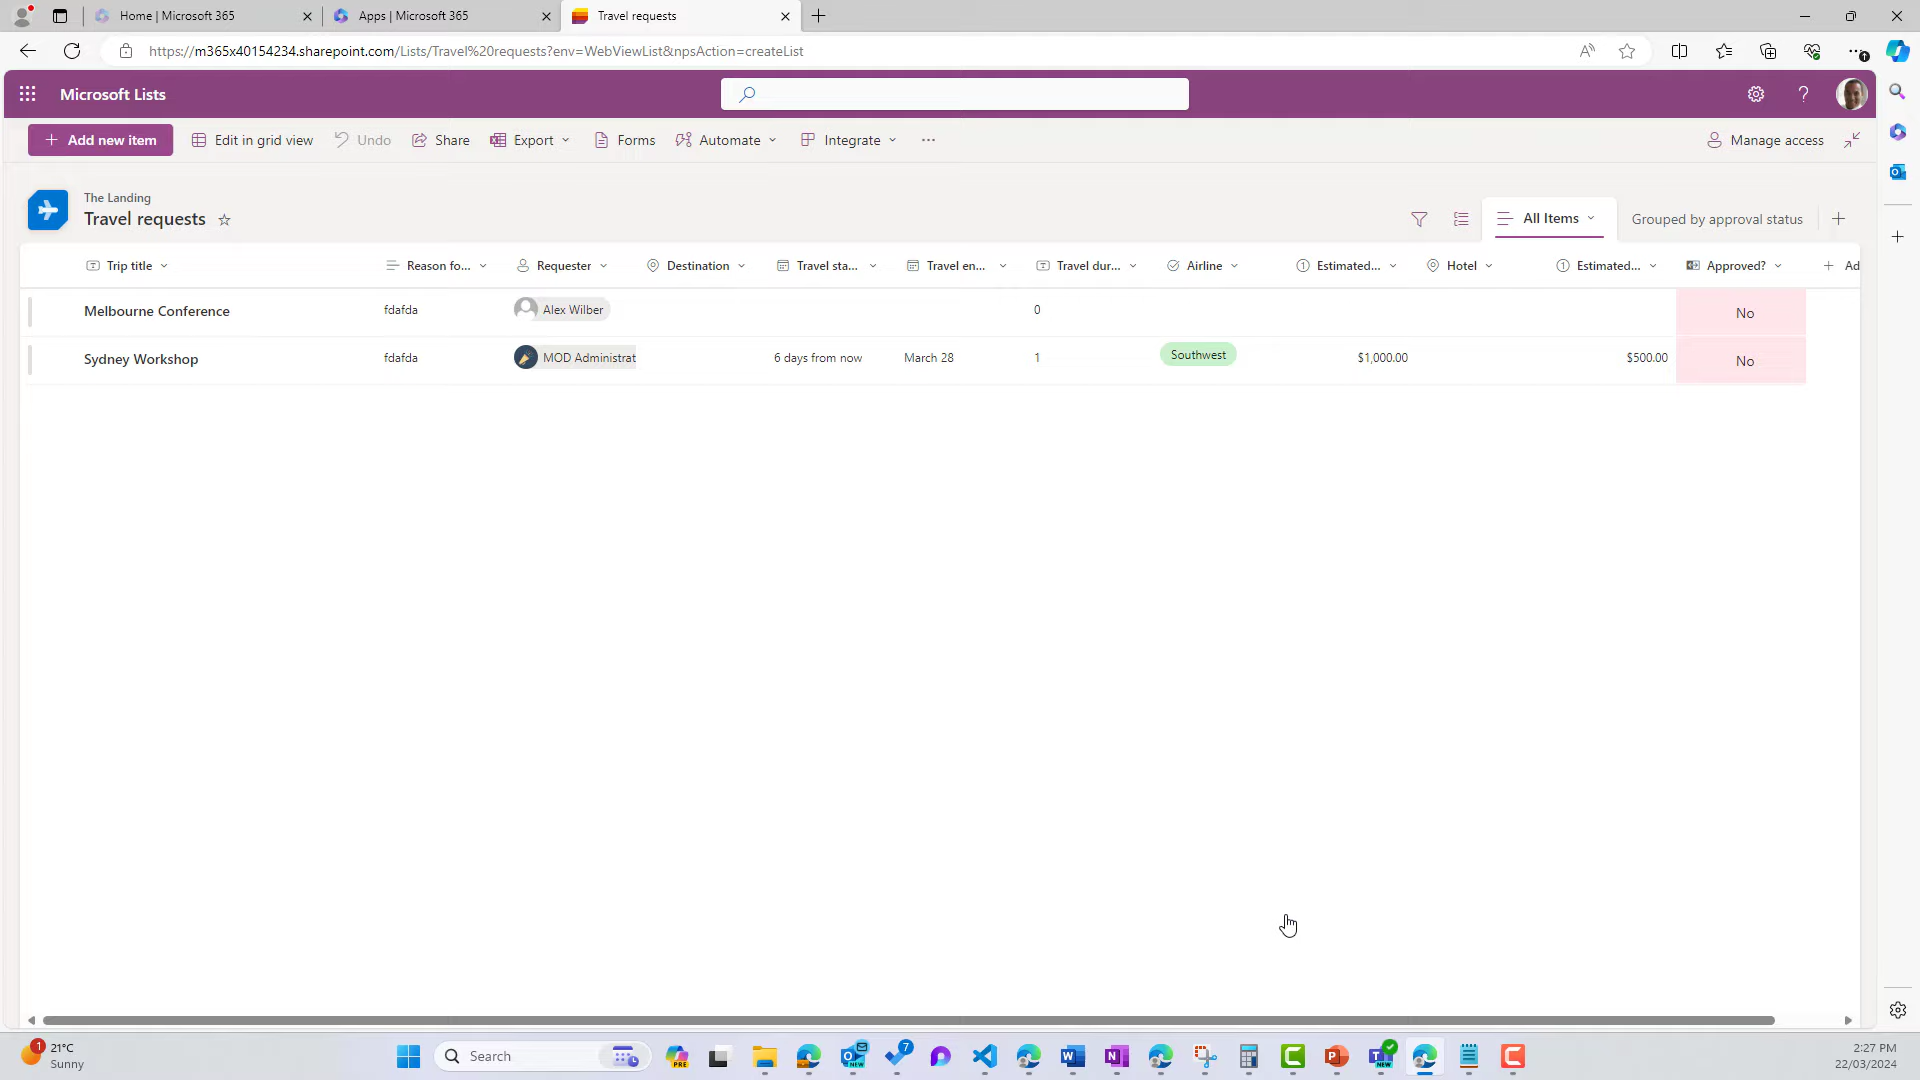 Home | Microsoft 365
Apps | Microsoft 365
Travel requests
https://m365x40154234.sharepoint.com/Lists/Travel%20requests?env=WebViewList&npsAction=createList
Microsoft Lists
Add new item
Edit in grid view
Undo
Share
Export
Forms
Automate
Integrate
Manage access
The Landing
Travel requests
All Items
Grouped by approval status
Trip title
Reason fo...
Requester
Destination
Travel sta...
Travel en...
Travel dur...
Airline
Estimated...
Hotel
Estimated...
Approved?
Ad
Melbourne Conference
fdafda
Alex Wilber
0
No
Sydney Workshop
fdafda
MOD Administrat
6 days from now
March 28
1
Southwest
$1,000.00
$500.00
No
1
21°C
Sunny
Search
PRE
NEW
7
NEW
2:27 PM
22/03/2024